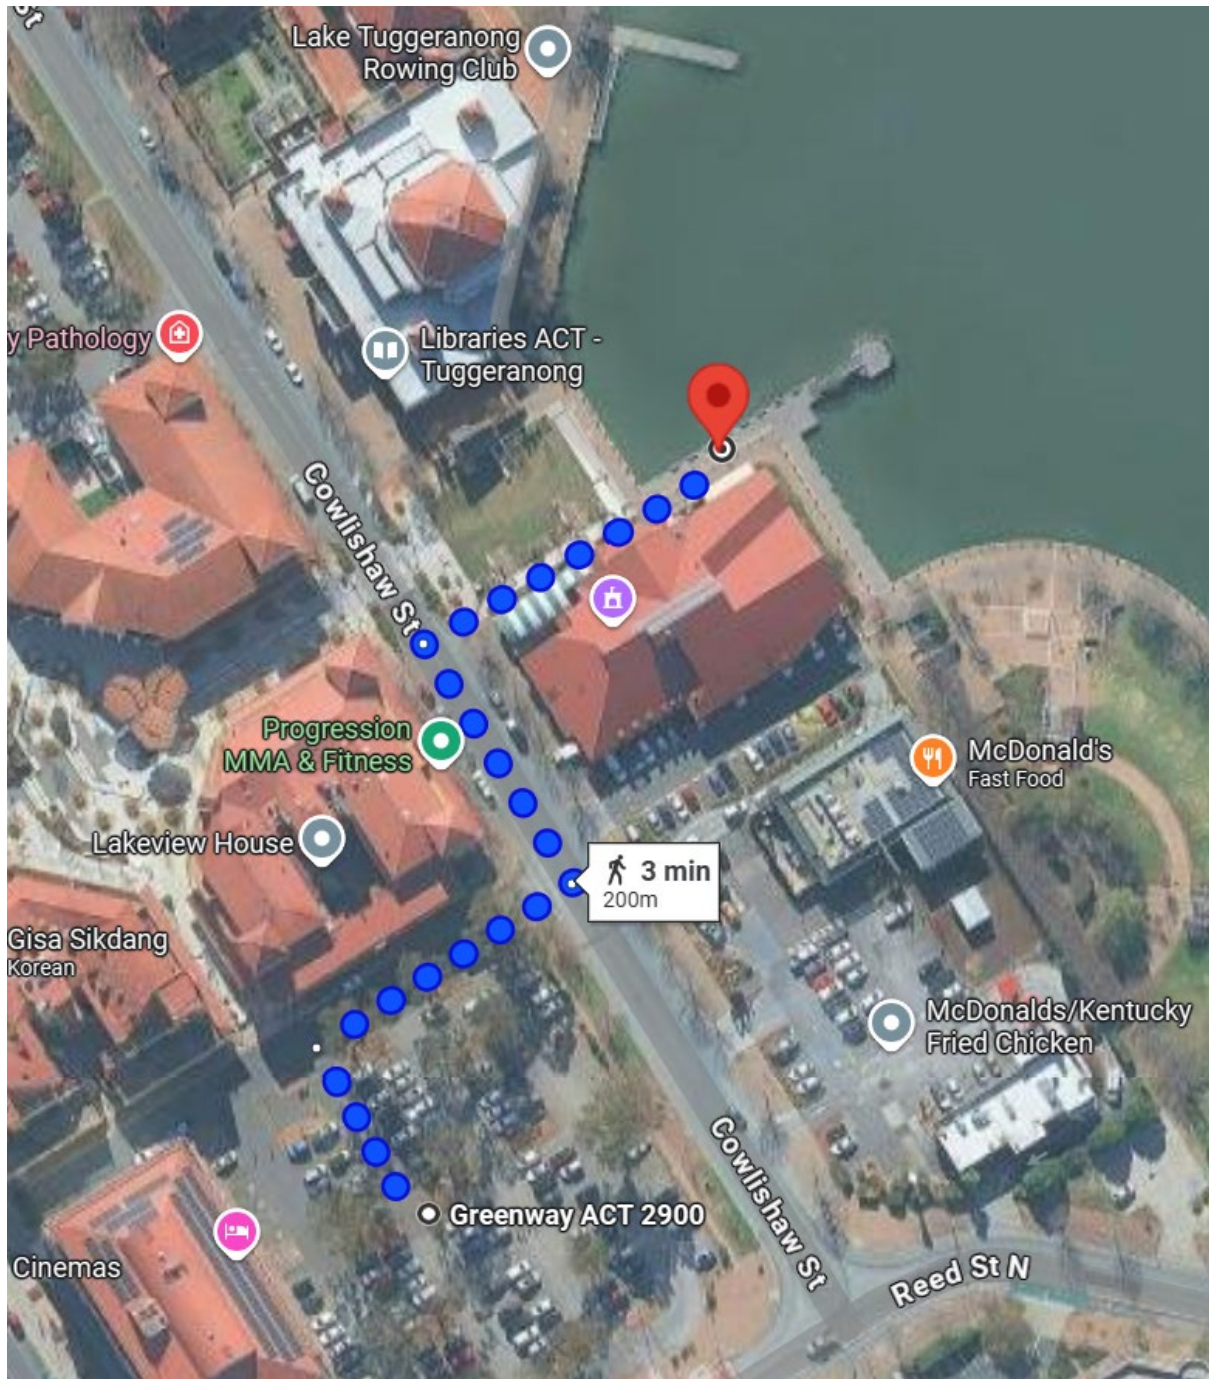 St
Lake Tuggeranong
Rowing Club
y Pathology
Libraries ACT -
Tuggeranong
Cowlishaw St
Progression
MMA & Fitness
McDonald's
Fast Food
Lakeview House
3 min
200m
Gisa Sikdang
Korean
McDonalds/Kentucky
Fried Chicken
Cowlishaw St
Greenway ACT 2900
Cinemas
Reed St N